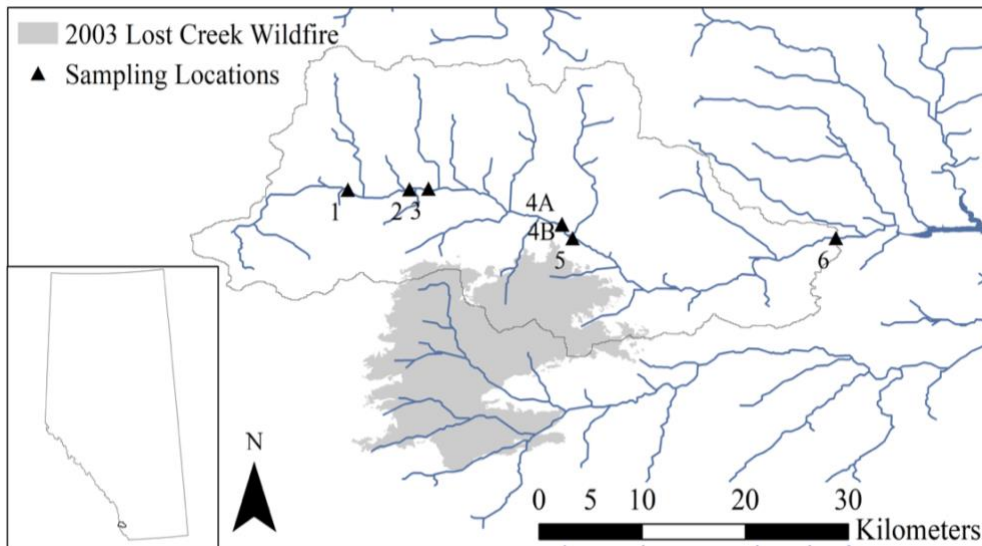 2003 Lost Creek Wildfire
Sampling Locations
1
2
3
4A
4B
5
6
N
0 5 10 20 30
Kilometers